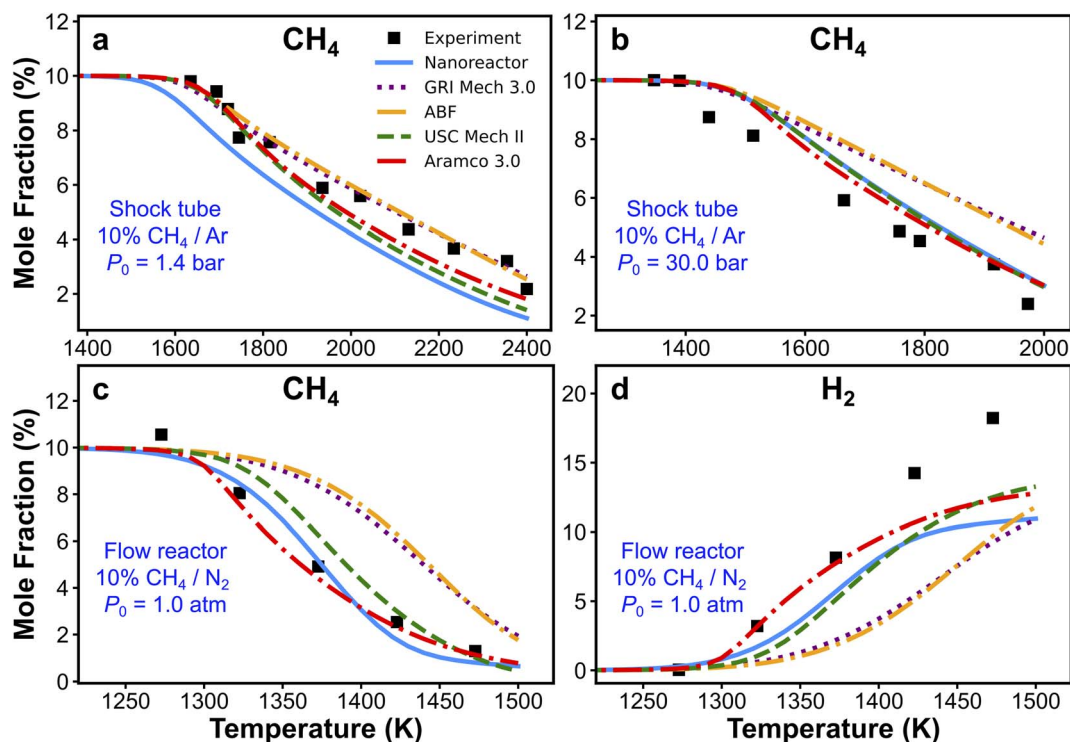 a
CH₄
Experiment
Nanoreactor
GRI Mech 3.0
ABF
USC Mech II
Aramco 3.0
Shock tube
10% CH₄ / Ar
P₀ = 1.4 bar
12
10
8
6
4
2
1400 1600 1800 2000 2200 2400
b
CH₄
Shock tube
10% CH₄ / Ar
P₀ = 30.0 bar
12
10
8
6
4
2
1400 1600 1800 2000
Mole Fraction (%)
c
CH₄
Flow reactor
10% CH₄ / N₂
P₀ = 1.0 atm
12
10
8
6
4
2
0
1250 1300 1350 1400 1450 1500
Temperature (K)
Mole Fraction (%)
d
H₂
Flow reactor
10% CH₄ / N₂
P₀ = 1.0 atm
20
15
10
5
0
1250 1300 1350 1400 1450 1500
Temperature (K)